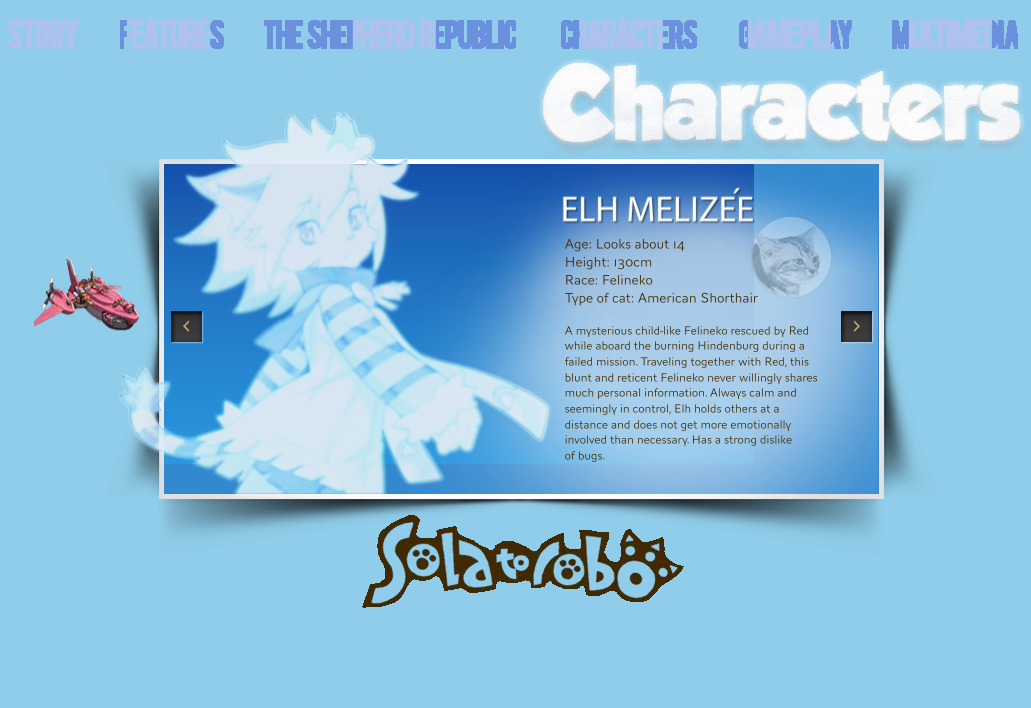 STORY FEATURES THE SHEPHERD REPUBLIC CHARACTERS GAMEPLAY MULTIMEDIA
Characters
ELH MELIZÉE
Age: Looks about 14
Height: 130cm
Race: Felineko
Type of cat: American Shorthair
A mysterious child-like Felineko rescued by Red
while aboard the burning Hindenburg during a
failed mission. Traveling together with Red, this
blunt and reticent Felineko never willingly shares
much personal information. Always calm and
seemingly in control, Elh holds others at a
distance and does not get more emotionally
involved than necessary. Has a strong dislike
of bugs.
Solatorobo